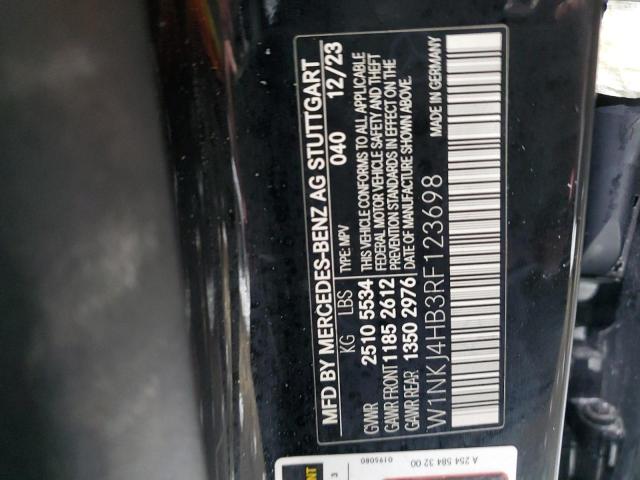 MFD BY MERCEDES-BENZ AG STUTTGART
KG LBS TYPE: MPV 040 12/23
GVWR 2510 5534 THIS VEHICLE CONFORMS TO ALL APPLICABLE
GAWR FRONT 1185 2612 FEDERAL MOTOR VEHICLE SAFETY AND THEFT
PREVENTION STANDARDS IN EFFECT ON THE
GAWR REAR 1350 2976 DATE OF MANUFACTURE SHOWN ABOVE.
W1NKJ4HB3RF123698 MADE IN GERMANY
A 254 584 32 00
0195080
3